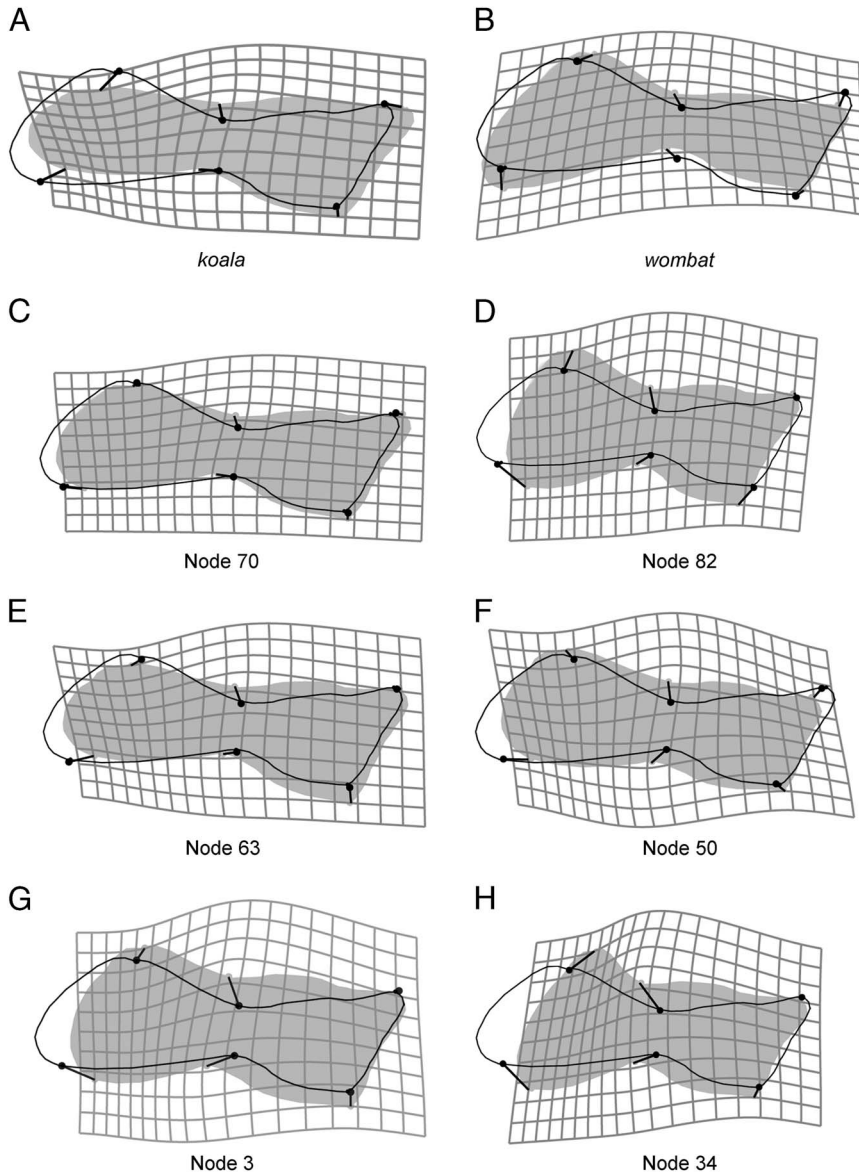 A
B
koala
wombat
C
D
Node 70
Node 82
E
F
Node 63
Node 50
G
H
Node 3
Node 34